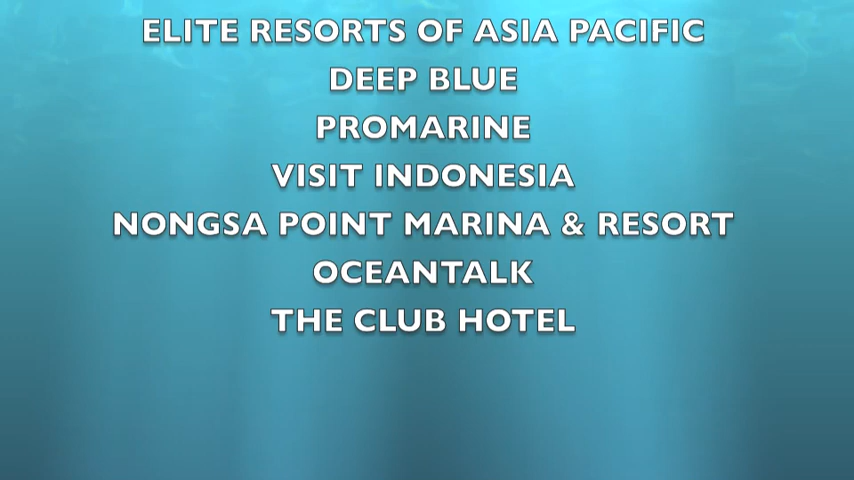 ELITE RESORTS OF ASIA PACIFIC
DEEP BLUE
PROMARINE
VISIT INDONESIA
NONGSA POINT MARINA & RESORT
OCEANTALK
THE CLUB HOTEL